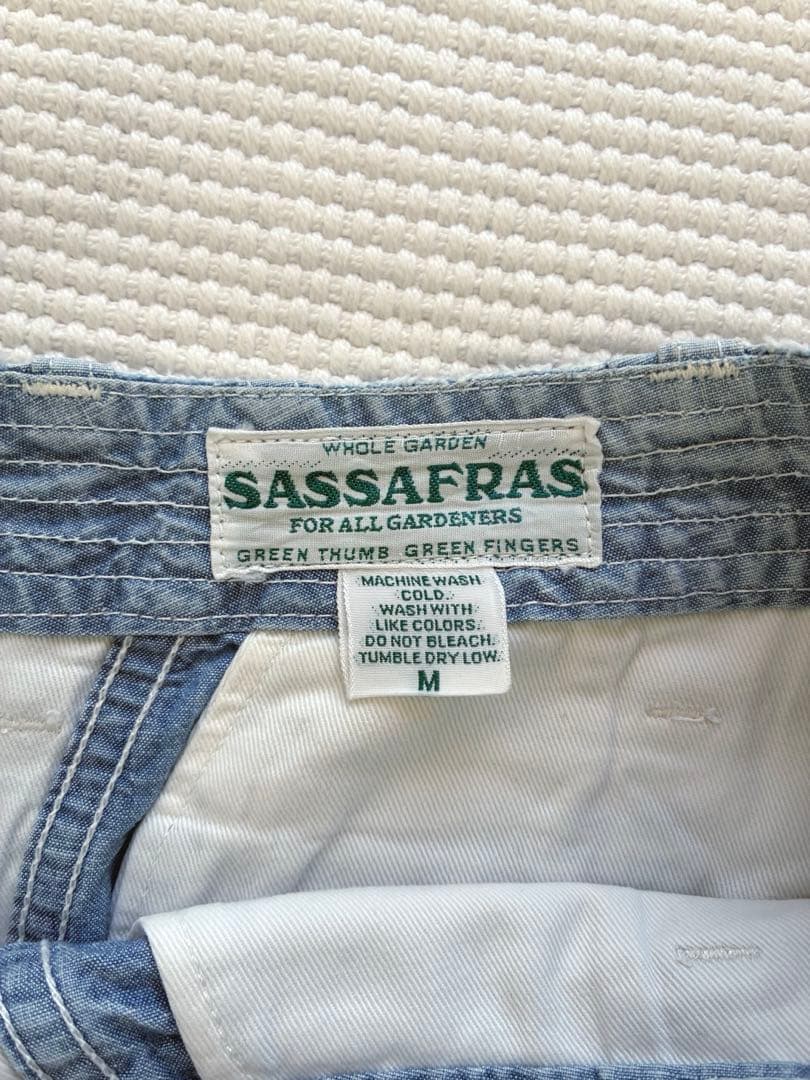 WHOLE GARDEN
SASSAFRAS
FOR ALL GARDENERS
GREEN THUMB GREEN FINGERS
MACHINE WASH
COLD.
WASH WITH
LIKE COLORS.
DO NOT BLEACH.
TUMBLE DRY LOW.
M